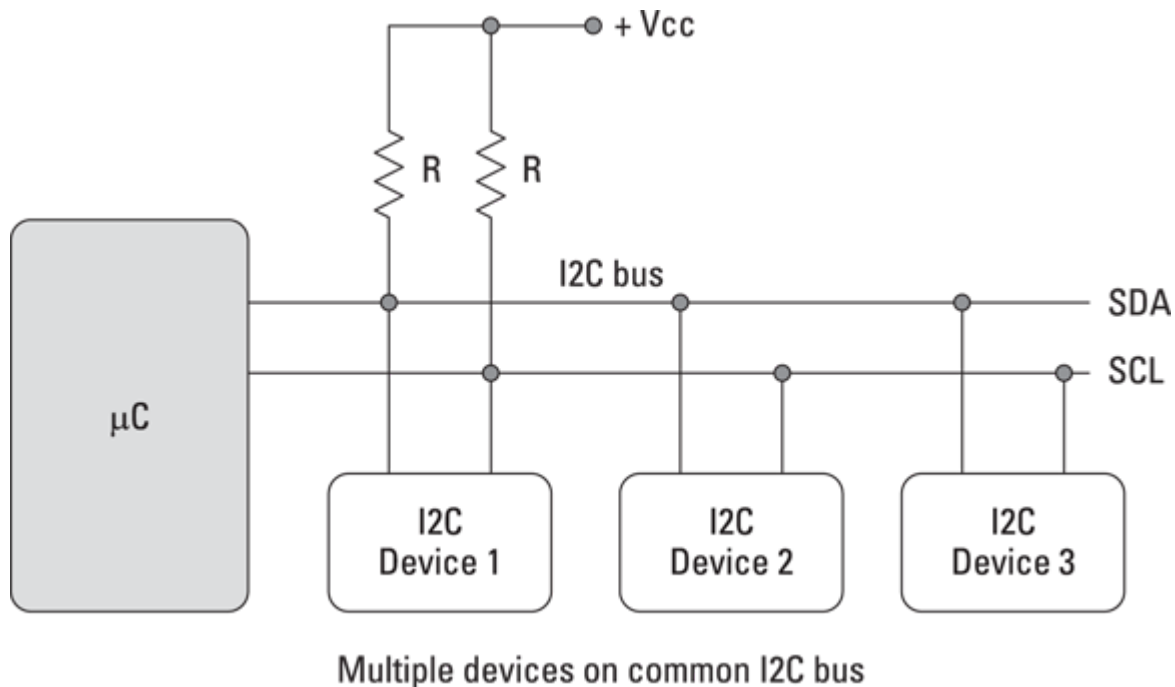 + Vcc
R
R
I2C bus
SDA
SCL
μC
I2C
Device 1
I2C
Device 2
I2C
Device 3
Multiple devices on common I2C bus